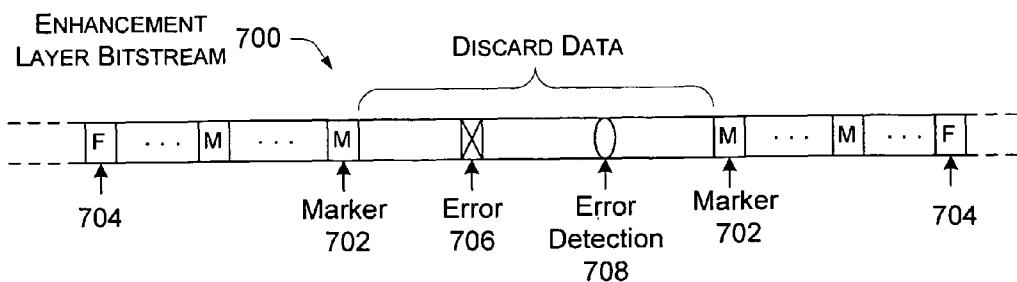 ENHANCEMENT
LAYER BITSTREAM 700
DISCARD DATA
F ... M ... M M ... M ... F
704 Marker Error Error Marker 704
702 706 Detection 702
708